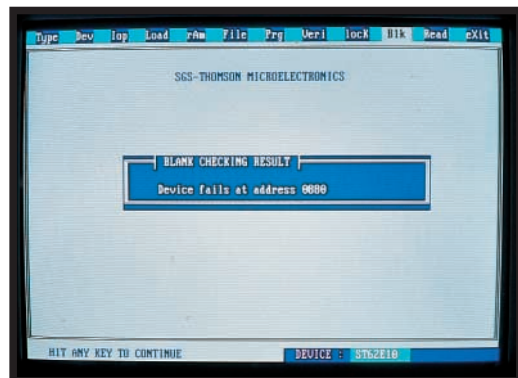 Type Dev Iop Load rAm File Prg Veri locK Blk Read eXit
SGS-THOMSON MICROELECTRONICS
BLANK CHECKING RESULT
Device fails at address 0880
HIT ANY KEY TO CONTINUE
DEVICE : ST62E10